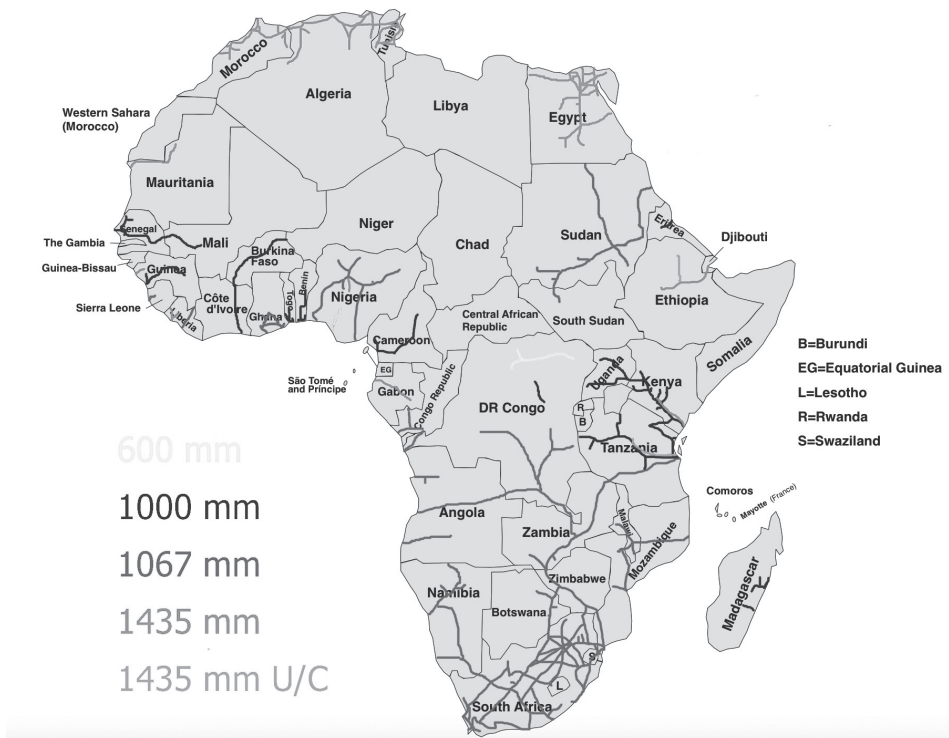 Morocco
Tunisia
Algeria
Libya
Egypt
Western Sahara
(Morocco)
Mauritania
Mali
Niger
Chad
Sudan
Eritrea
Djibouti
Senegal
The Gambia
Guinea-Bissau
Guinea
Sierra Leone
Liberia
Côte
d'Ivoire
Burkina
Faso
Ghana
Togo
Benin
Nigeria
Cameroon
Central African
Republic
South Sudan
Ethiopia
Somalia
EG
São Tomé
and Príncipe
Gabon
Congo Republic
DR Congo
Uganda
Kenya
R
B
Tanzania
B=Burundi
EG=Equatorial Guinea
L=Lesotho
R=Rwanda
S=Swaziland
Comoros
Mayotte (France)
Angola
Zambia
Malawi
Mozambique
Madagascar
Namibia
Botswana
Zimbabwe
S
L
South Africa
600 mm
1000 mm
1067 mm
1435 mm
1435 mm U/C